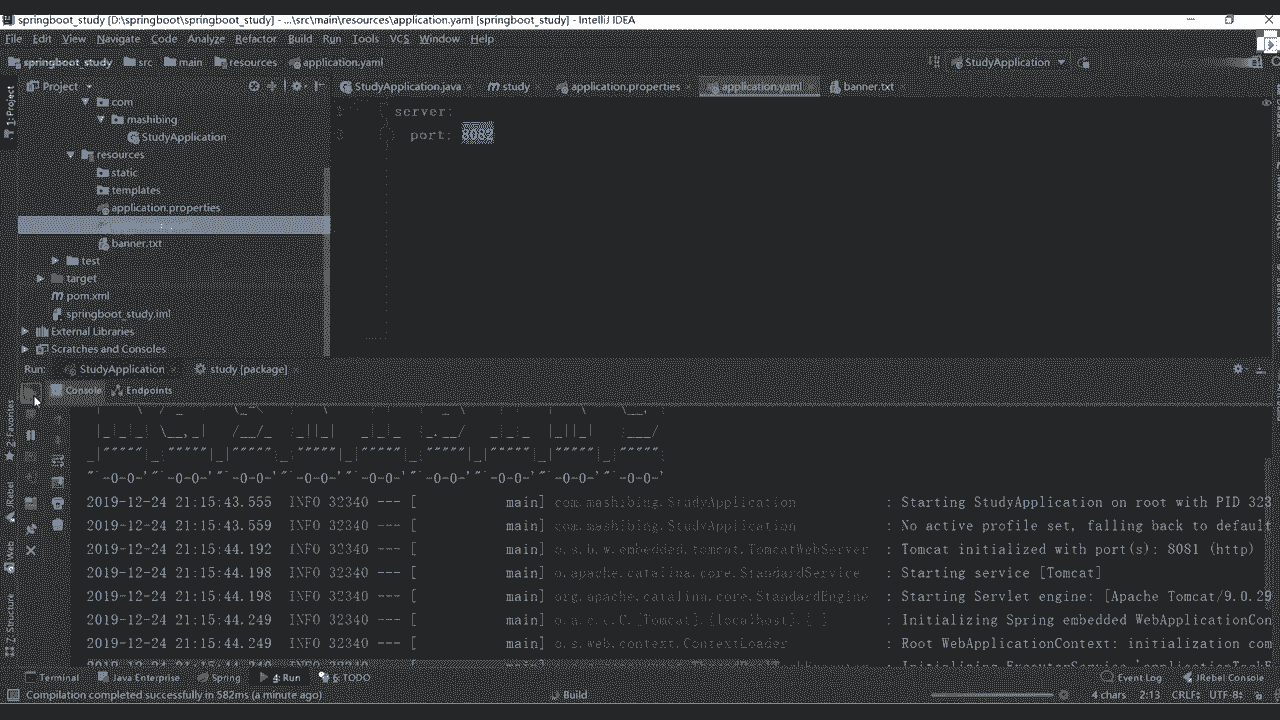 springboot_study [D:\springboot\springboot_study] - ...\src\main\resources\application.yaml [springboot_study] - IntelliJ IDEA
File Edit View Navigate Code Analyze Refactor Build Run Tools VCS Window Help
springboot_study src main resources application.yaml StudyApplication
1: Project
Project
StudyApplication.java study application.properties application.yaml banner.txt
com
mashibing
StudyApplication
resources
static
templates
application.properties
banner.txt
test
target
pom.xml
springboot_study.iml
External Libraries
Scratches and Consoles
server:
port: 8082
Run: StudyApplication study [package]
Console Endpoints
2019-12-24 21:15:43.555 INFO 32340 --- [ main] com.mashibing.StudyApplication : Starting StudyApplication on root with PID 323
2019-12-24 21:15:43.559 INFO 32340 --- [ main] com.mashibing.StudyApplication : No active profile set, falling back to default
2019-12-24 21:15:44.192 INFO 32340 --- [ main] o.s.b.w.embedded.tomcat.TomcatWebServer : Tomcat initialized with port(s): 8081 (http)
2019-12-24 21:15:44.198 INFO 32340 --- [ main] o.apache.catalina.core.StandardService : Starting service [Tomcat]
2019-12-24 21:15:44.198 INFO 32340 --- [ main] org.apache.catalina.core.StandardEngine : Starting Servlet engine: [Apache Tomcat/9.0.29
2019-12-24 21:15:44.249 INFO 32340 --- [ main] o.a.c.c.C.[Tomcat].[localhost].[/] : Initializing Spring embedded WebApplicationCon
2019-12-24 21:15:44.249 INFO 32340 --- [ main] o.s.web.context.ContextLoader : Root WebApplicationContext: initialization com
2: Favorites
JRebel
Web
Z: Structure
Terminal Java Enterprise Spring 4: Run 6: TODO Event Log JRebel Console
Compilation completed successfully in 582ms (a minute ago) Build 4 chars 2:13 CRLF UTF-8